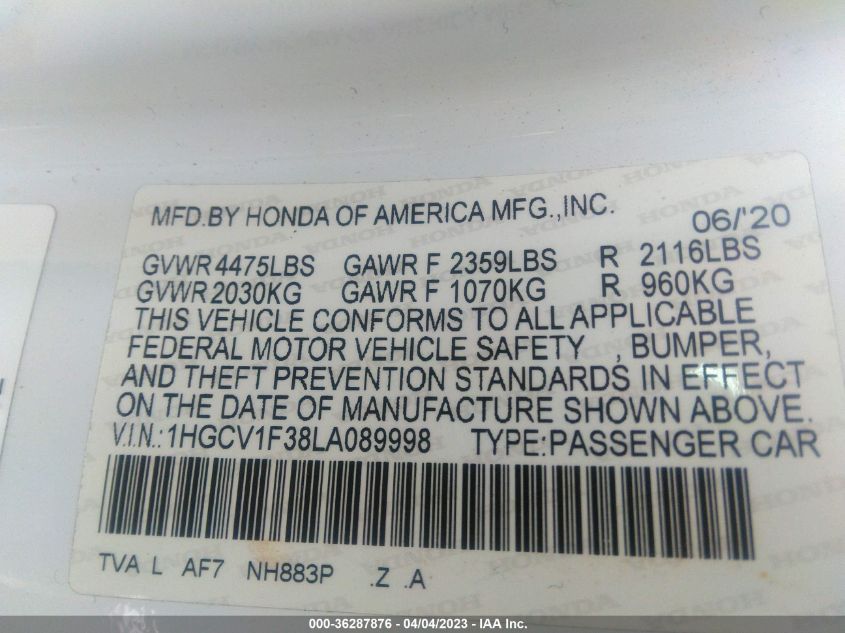 MFD.BY HONDA OF AMERICA MFG.,INC. 06/'20
GVWR 4475LBS GAWR F 2359LBS R 2116LBS
GVWR 2030KG GAWR F 1070KG R 960KG
THIS VEHICLE CONFORMS TO ALL APPLICABLE
FEDERAL MOTOR VEHICLE SAFETY , BUMPER,
AND THEFT PREVENTION STANDARDS IN EFFECT
ON THE DATE OF MANUFACTURE SHOWN ABOVE.
V.I.N.:1HGCV1F38LA089998 TYPE:PASSENGER CAR
TVA L AF7 NH883P .Z .A
000-36287876 - 04/04/2023 - IAA Inc.